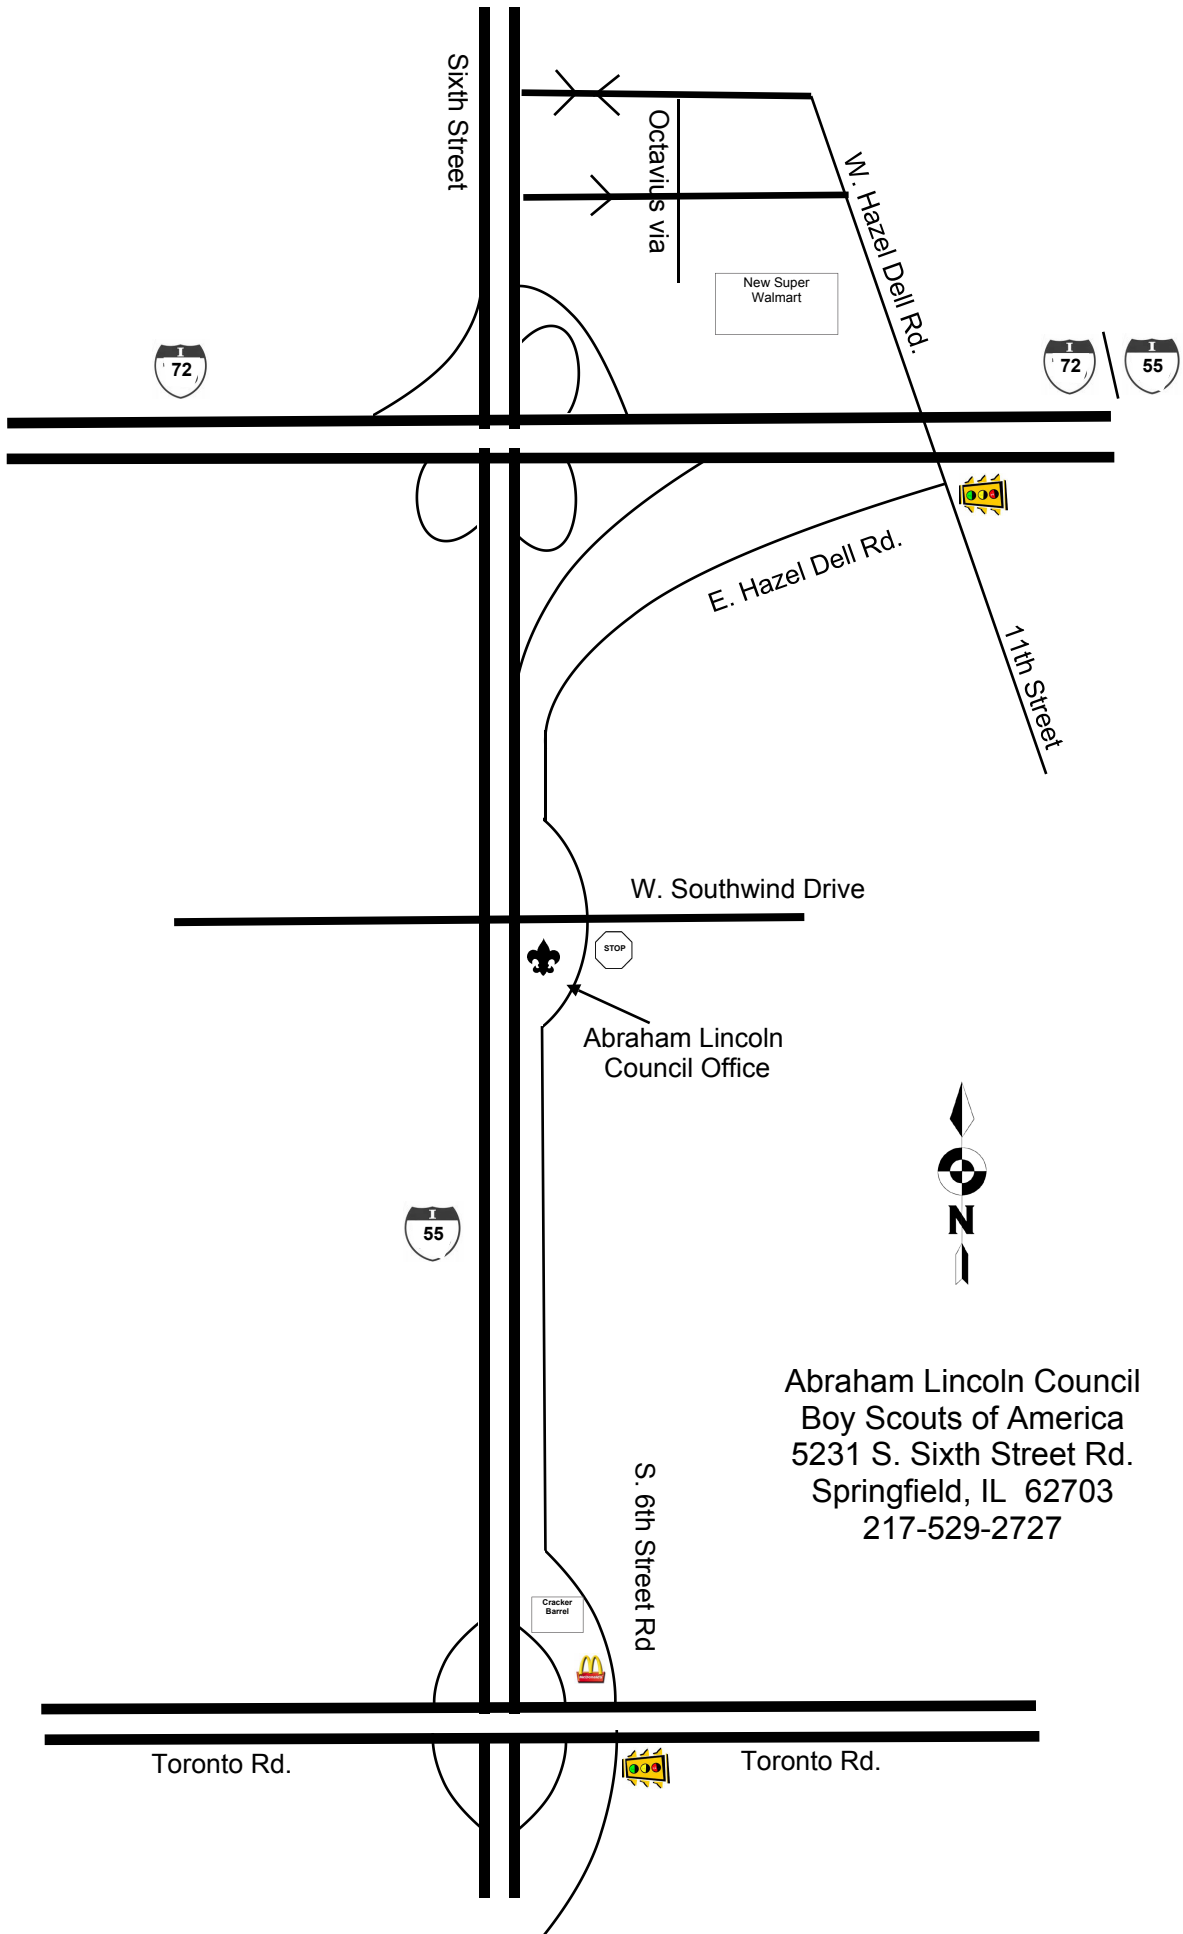 Sixth Street
Octavius via
W. Hazel Dell Rd.
New Super
Walmart
I
72
I
72
I
55
E. Hazel Dell Rd.
11th Street
W. Southwind Drive
STOP
Abraham Lincoln
Council Office
N
I
55
Abraham Lincoln Council
Boy Scouts of America
5231 S. Sixth Street Rd.
Springfield, IL  62703
217-529-2727
S. 6th Street Rd
Cracker
Barrel
Toronto Rd.
Toronto Rd.